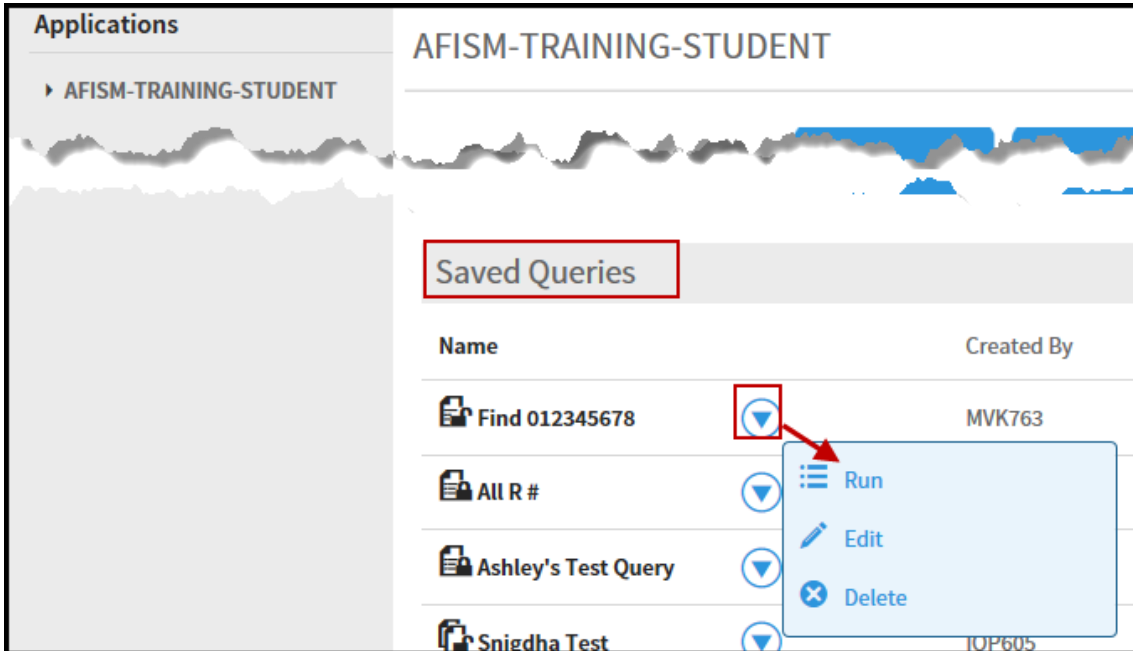 Applications
AFISM-TRAINING-STUDENT
AFISM-TRAINING-STUDENT
Saved Queries
Name Created By
Find 012345678 MVK763
Run
All R #
Edit
Ashley's Test Query
Delete
Snigdha Test JOP605